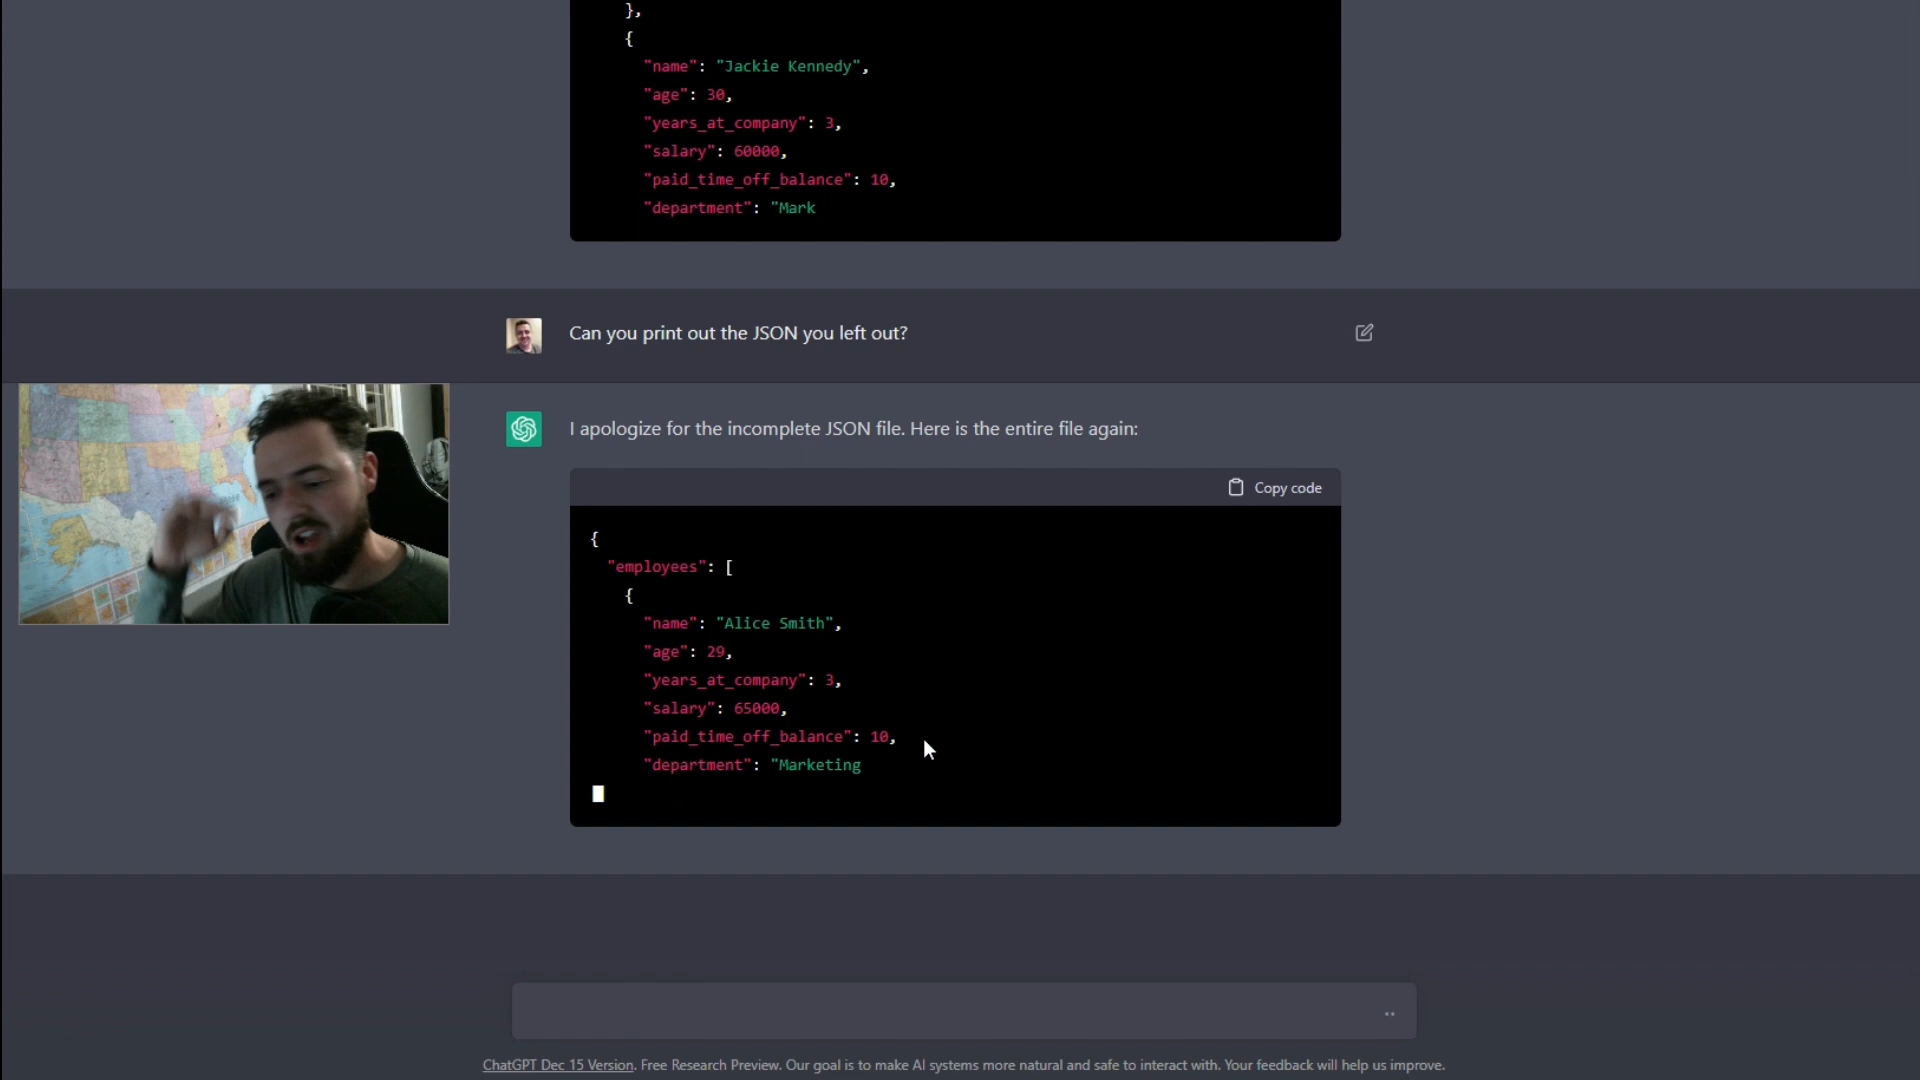 },
{
"name": "Jackie Kennedy",
"age": 30,
"years_at_company": 3,
"salary": 60000,
"paid_time_off_balance": 10,
"department": "Mark
Can you print out the JSON you left out?
I apologize for the incomplete JSON file. Here is the entire file again:
Copy code
{
"employees": [
{
"name": "Alice Smith",
"age": 29,
"years_at_company": 3,
"salary": 65000,
"paid_time_off_balance": 10,
"department": "Marketing
ChatGPT Dec 15 Version. Free Research Preview. Our goal is to make AI systems more natural and safe to interact with. Your feedback will help us improve.